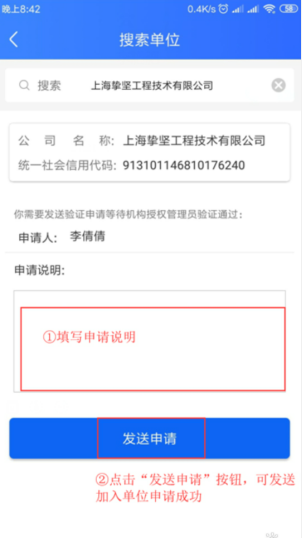 晚上8:42
0.4K/s
搜索单位
搜索 上海挚坚工程技术有限公司
公司名称: 上海挚坚工程技术有限公司
统一社会信用代码: 913101146810176240
你需要发送验证申请等待机构授权管理员验证通过:
申请人: 李倩倩
申请说明:
①填写申请说明
发送申请
②点击“发送申请”按钮，可发送
加入单位申请成功